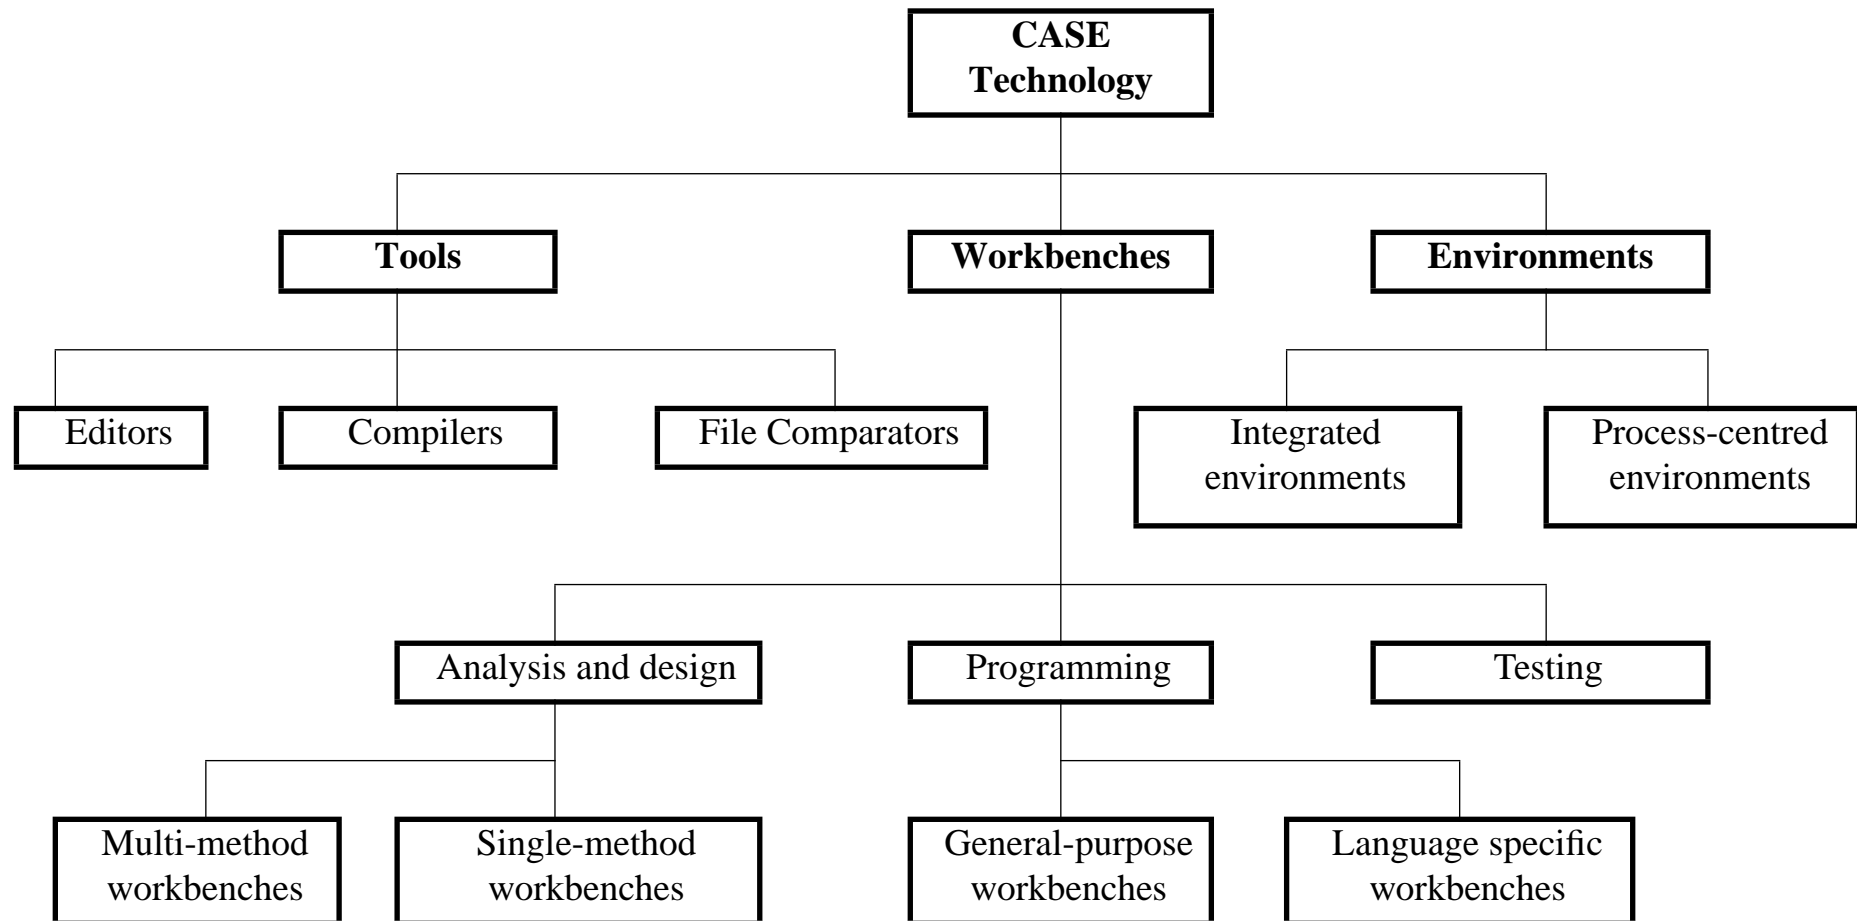 CASE
Technology
Tools
Workbenches
Environments
Editors
Compilers
File Comparators
Integrated
environments
Process-centred
environments
Analysis and design
Programming
Testing
Multi-method
workbenches
Single-method
workbenches
General-purpose
workbenches
Language specific
workbenches